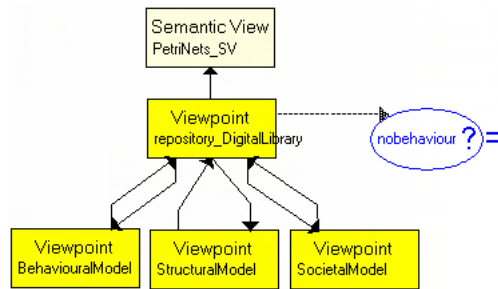 Semantic View
PetriNets_SV
Viewpoint
repository_DigitalLibrary
nobehaviour ? =
Viewpoint
BehaviouralModel
Viewpoint
StructuralModel
Viewpoint
SocietalModel